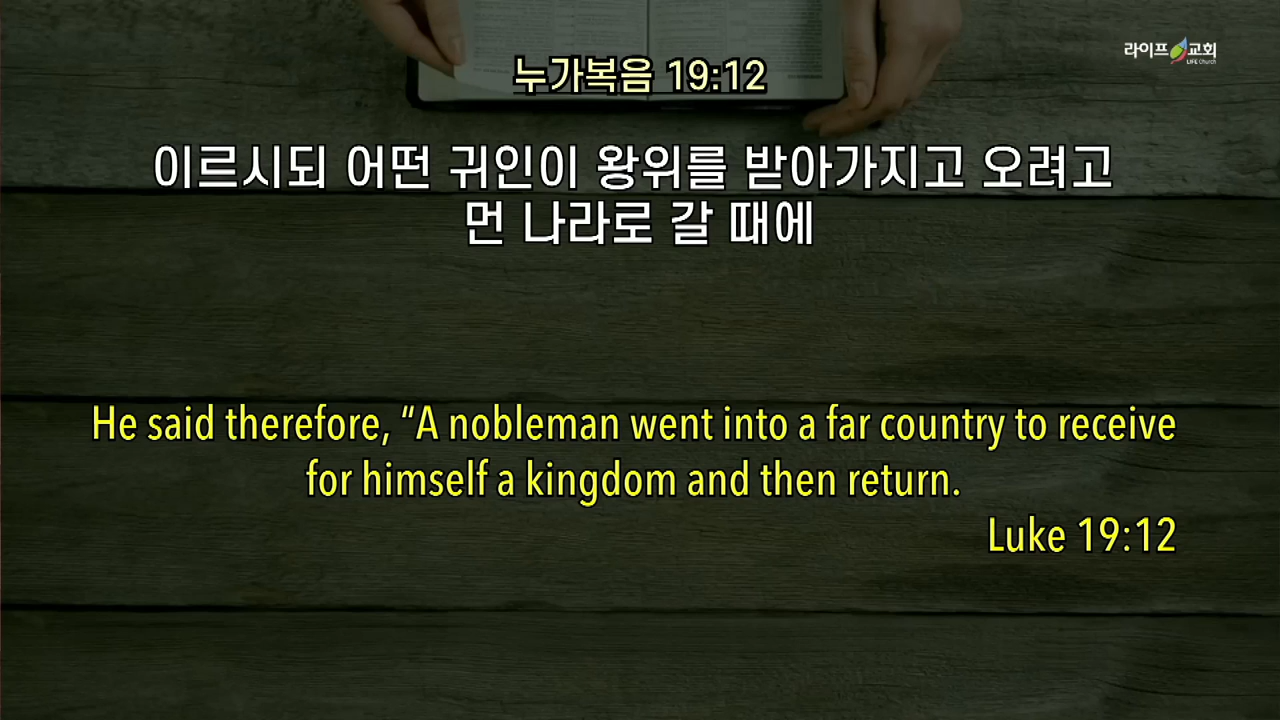 라이프 교회
LIFE Church
누가복음 19:12
이르시되 어떤 귀인이 왕위를 받아가지고 오려고
먼 나라로 갈 때에
He said therefore, “A nobleman went into a far country to receive
for himself a kingdom and then return.
Luke 19:12